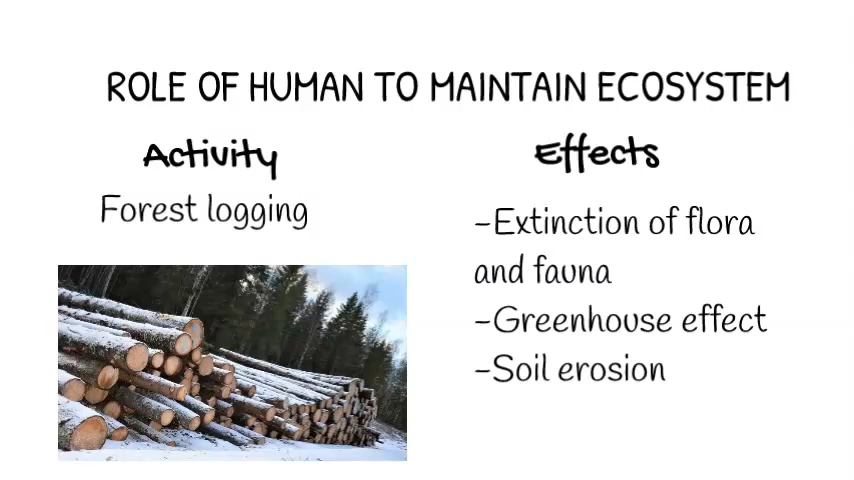 ROLE OF HUMAN TO MAINTAIN ECOSYSTEM
Activity
Forest logging
Effects
-Extinction of flora
and fauna
-Greenhouse effect
-Soil erosion